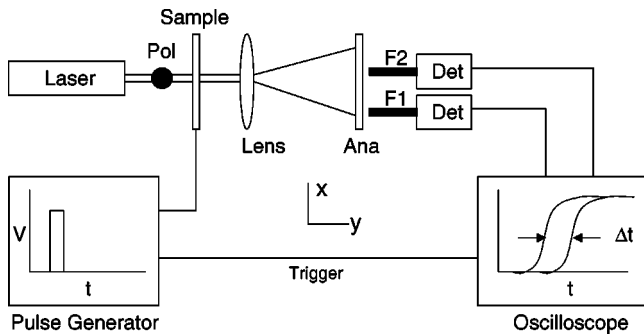 Sample
Pol
Laser
F2
Det
F1
Det
Lens
Ana
V
t
x
y
Δt
t
Trigger
Pulse Generator
Oscilloscope